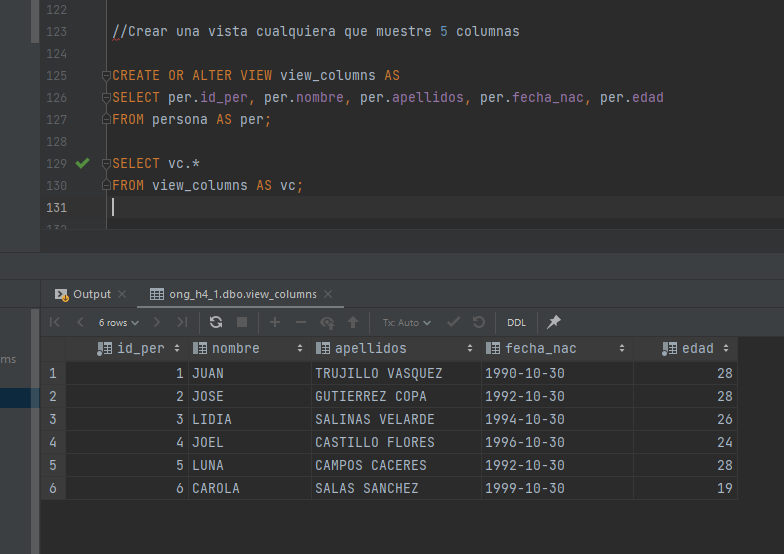 122
123 //Crear una vista cualquiera que muestre 5 columnas
124
125 CREATE OR ALTER VIEW view_columns AS
126 SELECT per.id_per, per.nombre, per.apellidos, per.fecha_nac, per.edad
127 FROM persona AS per;
128
129 SELECT vc.*
130 FROM view_columns AS vc;
131
132
Output ong_h4_1.dbo.view_columns
6 rows Tx: Auto DDL
ms
id_per nombre apellidos fecha_nac edad
1 1 JUAN TRUJILLO VASQUEZ 1990-10-30 28
2 2 JOSE GUTIERREZ COPA 1992-10-30 28
3 3 LIDIA SALINAS VELARDE 1994-10-30 26
4 4 JOEL CASTILLO FLORES 1996-10-30 24
5 5 LUNA CAMPOS CACERES 1992-10-30 28
6 6 CAROLA SALAS SANCHEZ 1999-10-30 19